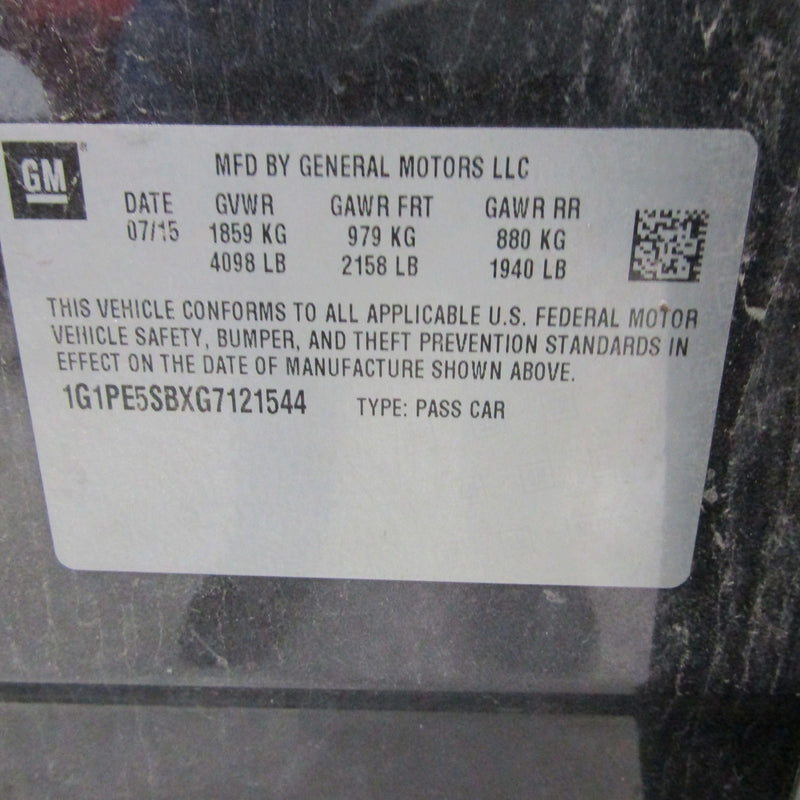 GM
MFD BY GENERAL MOTORS LLC
DATE GVWR GAWR FRT GAWR RR
07/15 1859 KG 979 KG 880 KG
4098 LB 2158 LB 1940 LB
THIS VEHICLE CONFORMS TO ALL APPLICABLE U.S. FEDERAL MOTOR
VEHICLE SAFETY, BUMPER, AND THEFT PREVENTION STANDARDS IN
EFFECT ON THE DATE OF MANUFACTURE SHOWN ABOVE.
1G1PE5SBXG7121544 TYPE: PASS CAR